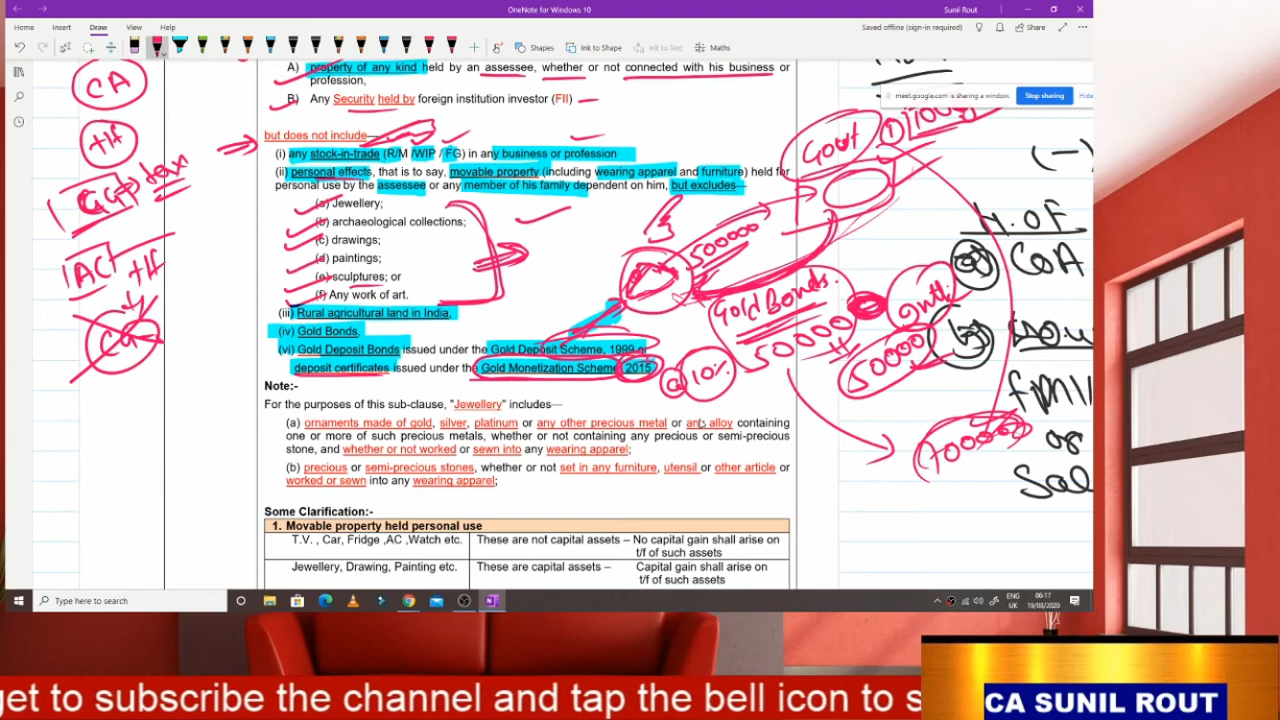 OneNote for Windows 10
Sunil Rout
Home Insert Draw View Help
Saved offline (sign-in required)
Share
Shapes
Ink to Shape
Ink to Text
Maths
meet.google.com is sharing a window.
Stop sharing
Hide
A) property of any kind held by an assessee, whether or not connected with his business or
profession,
B) Any Security held by foreign institution investor (FII)
but does not include—
(i) any stock-in-trade (R/M /WIP / FG) in any business or profession
(ii) personal effects, that is to say, movable property (including wearing apparel and furniture) held for
personal use by the assessee or any member of his family dependent on him, but excludes—
(a) Jewellery;
(b) archaeological collections;
(c) drawings;
(d) paintings;
(e) sculptures; or
(f) Any work of art.
(iii) Rural agricultural land in India,
(iv) Gold Bonds,
(vi) Gold Deposit Bonds issued under the Gold Deposit Scheme, 1999 or
deposit certificates issued under the Gold Monetization Scheme 2015
Note:-
For the purposes of this sub-clause, "Jewellery" includes—
(a) ornaments made of gold, silver, platinum or any other precious metal or any alloy containing
one or more of such precious metals, whether or not containing any precious or semi-precious
stone, and whether or not worked or sewn into any wearing apparel;
(b) precious or semi-precious stones, whether or not set in any furniture, utensil or other article or
worked or sewn into any wearing apparel;
Some Clarification:-
1. Movable property held personal use
T.V. , Car, Fridge ,AC ,Watch etc.
These are not capital assets – No capital gain shall arise on
t/f of such assets
Jewellery, Drawing, Painting etc.
These are capital assets – Capital gain shall arise on
t/f of such assets
CA
tlf
tax
tlf
Govt
500000
Gold Bonds.
50000
@ 10%
Intt.
50000
(-)
N.OF
CoA
or
Sale
Type here to search
ENG
UK
06:17
19/08/2020
get to subscribe the channel and tap the bell icon to s
CA SUNIL ROUT